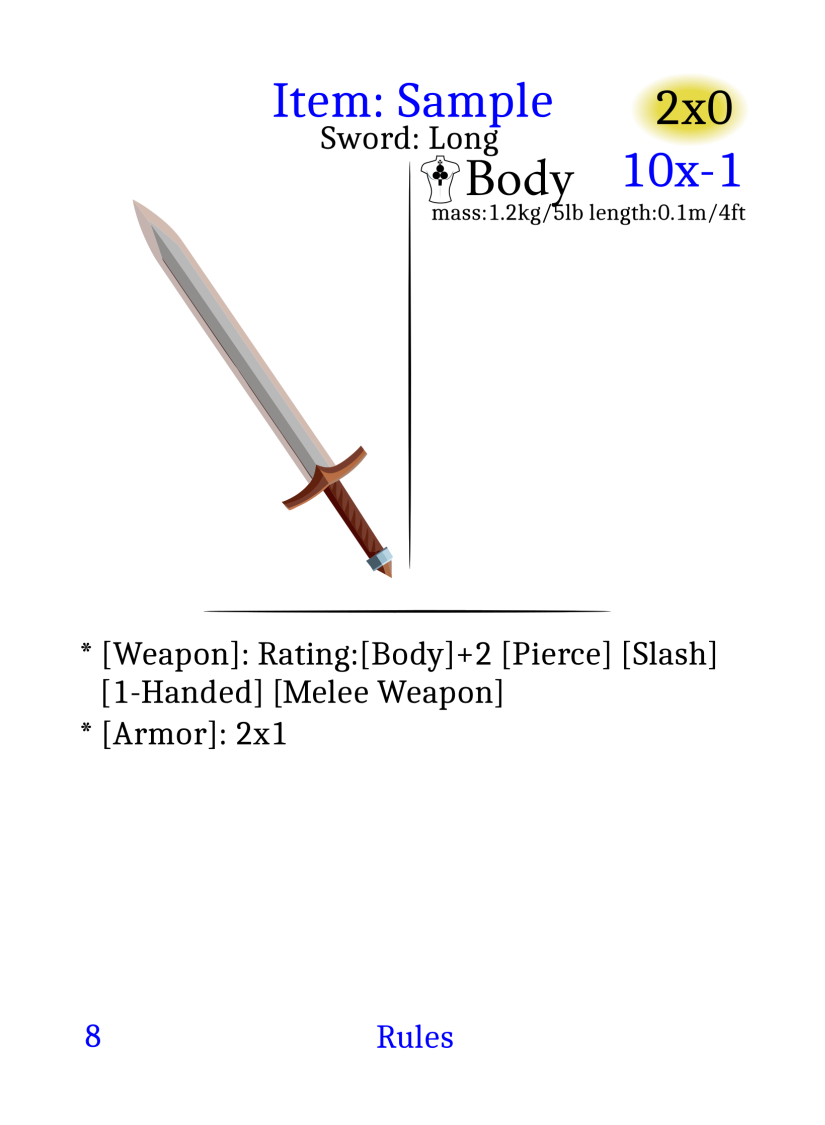 Item: Sample
2x0
Sword: Long
Body
10x-1
mass:1.2kg/5lb length:0.1m/4ft
* [Weapon]: Rating:[Body]+2 [Pierce] [Slash]
[1-Handed] [Melee Weapon]
* [Armor]: 2x1
8
Rules